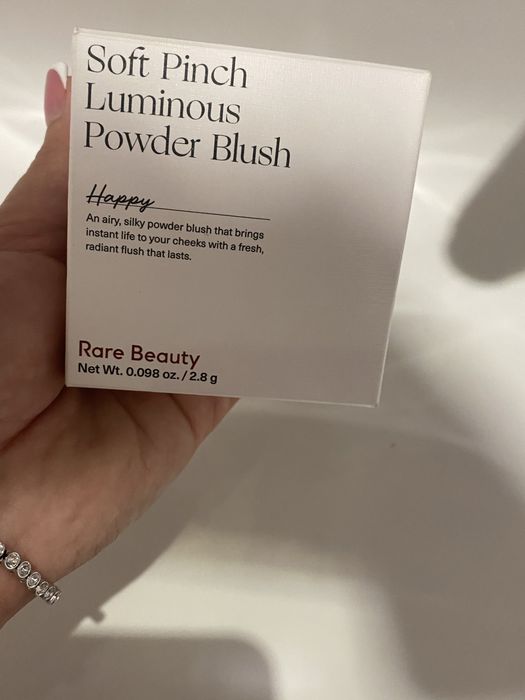 Soft Pinch
Luminous
Powder Blush
Happy
An airy, silky powder blush that brings
instant life to your cheeks with a fresh,
radiant flush that lasts.
Rare Beauty
Net Wt. 0.098 oz. / 2.8 g